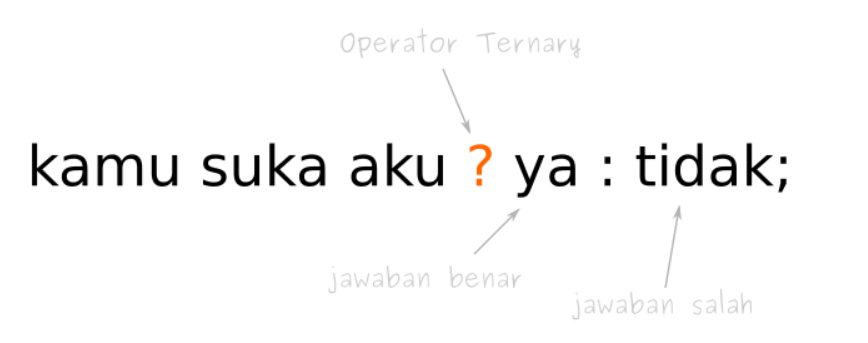 Operator Ternary
kamu suka aku ? ya : tidak;
jawaban benar
jawaban salah